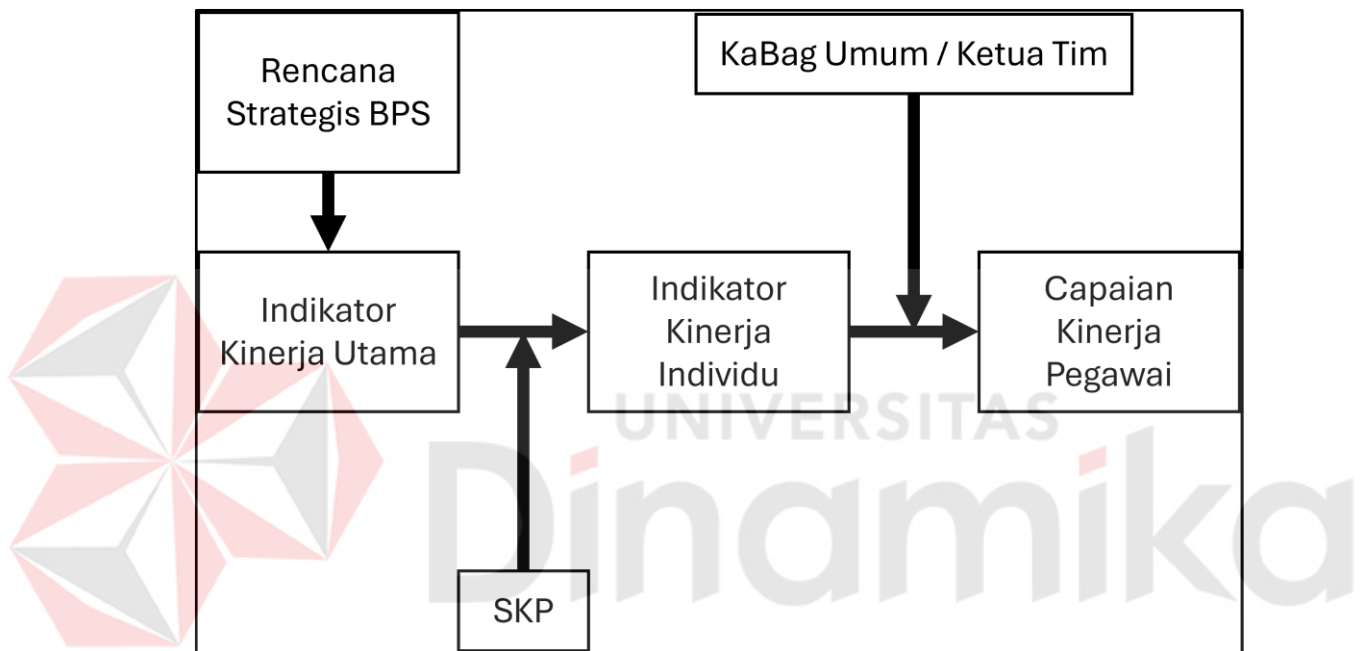 Rencana
Strategis BPS
KaBag Umum / Ketua Tim
Indikator
Kinerja Utama
Indikator
Kinerja
Individu
Capaian
Kinerja
Pegawai
UNIVERSITAS
Dinamika
SKP